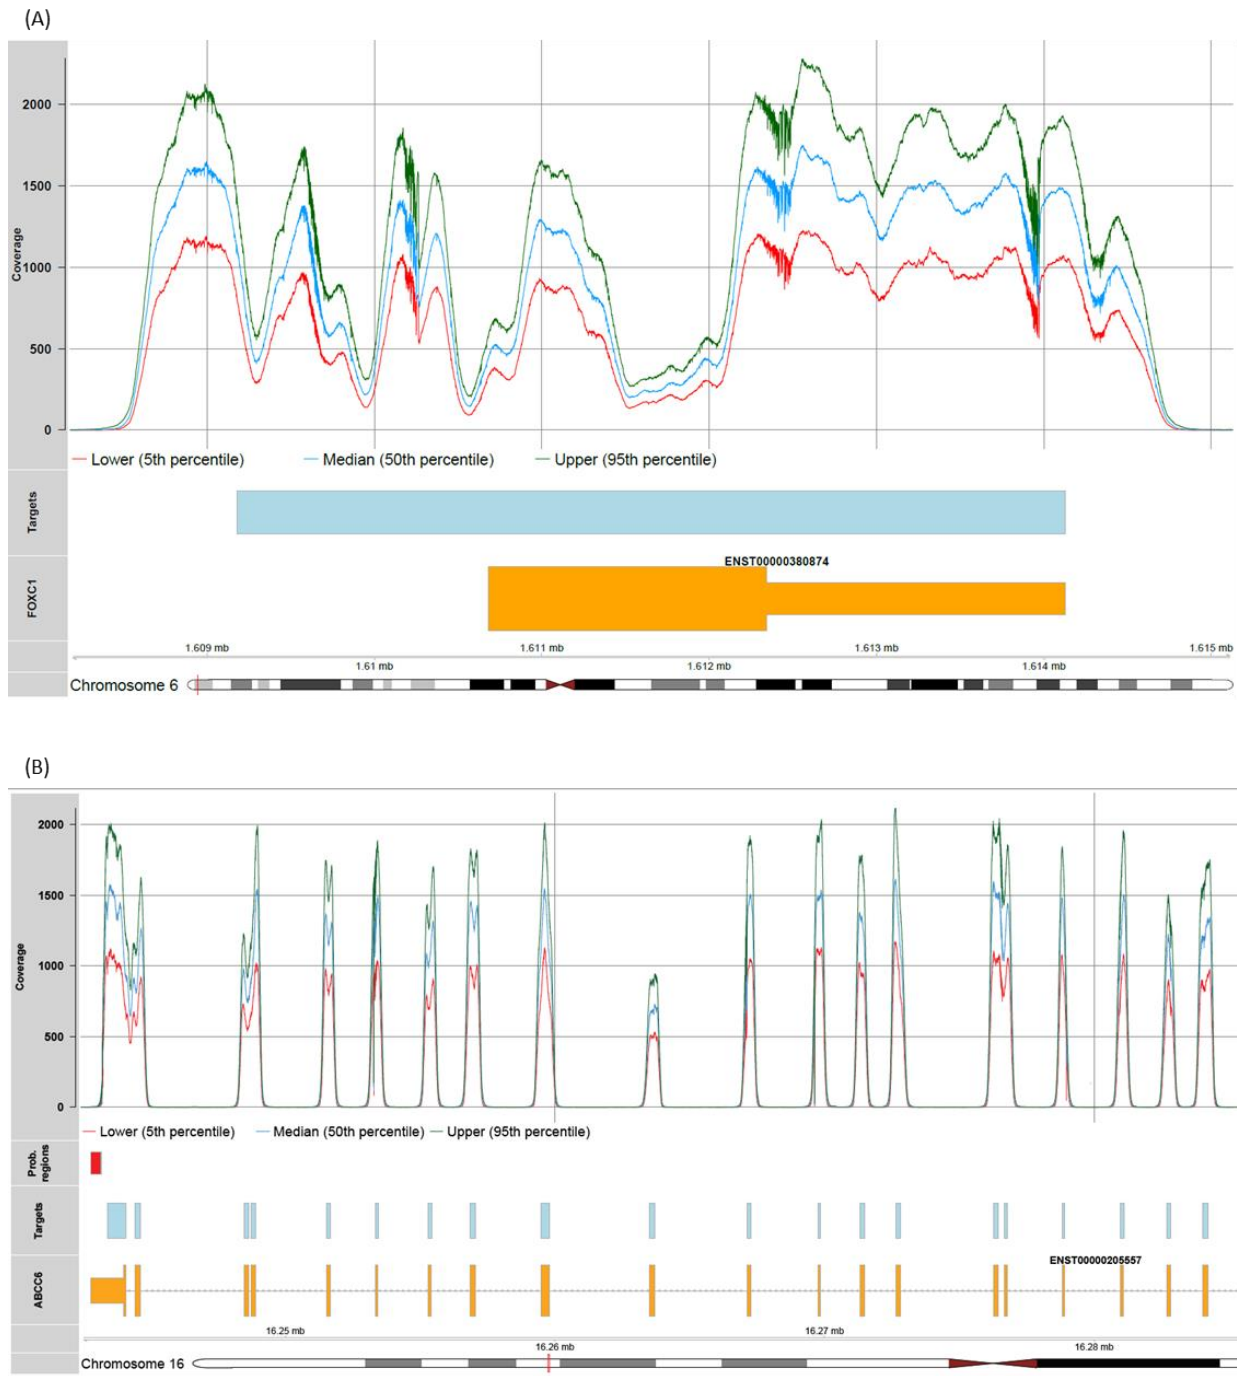 (A)
2000
1500
1000
500
0
Coverage
Lower (5th percentile) Median (50th percentile) Upper (95th percentile)
Targets
ENST00000380874
FOXC1
1.609 mb 1.611 mb 1.613 mb 1.615 mb
1.61 mb 1.612 mb 1.614 mb
Chromosome 6
(B)
2000
1500
1000
500
0
Coverage
Lower (5th percentile) Median (50th percentile) Upper (95th percentile)
Prob.
regions
Targets
ENST00000205557
ABCC6
16.25 mb 16.27 mb
16.26 mb 16.28 mb
Chromosome 16